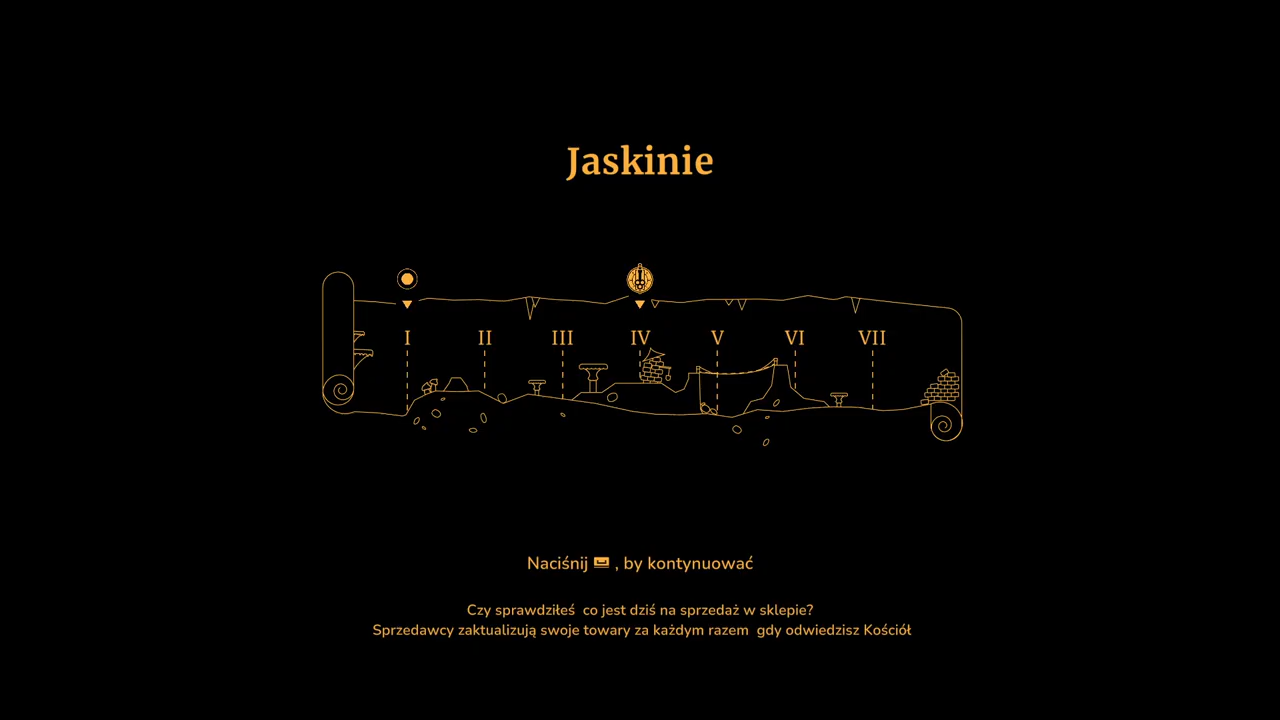 Jaskinie
I II III IV V VI VII
Naciśnij , by kontynuować
Czy sprawdziłeś co jest dziś na sprzedaż w sklepie?
Sprzedawcy zaktualizują swoje towary za każdym razem gdy odwiedzisz Kościół